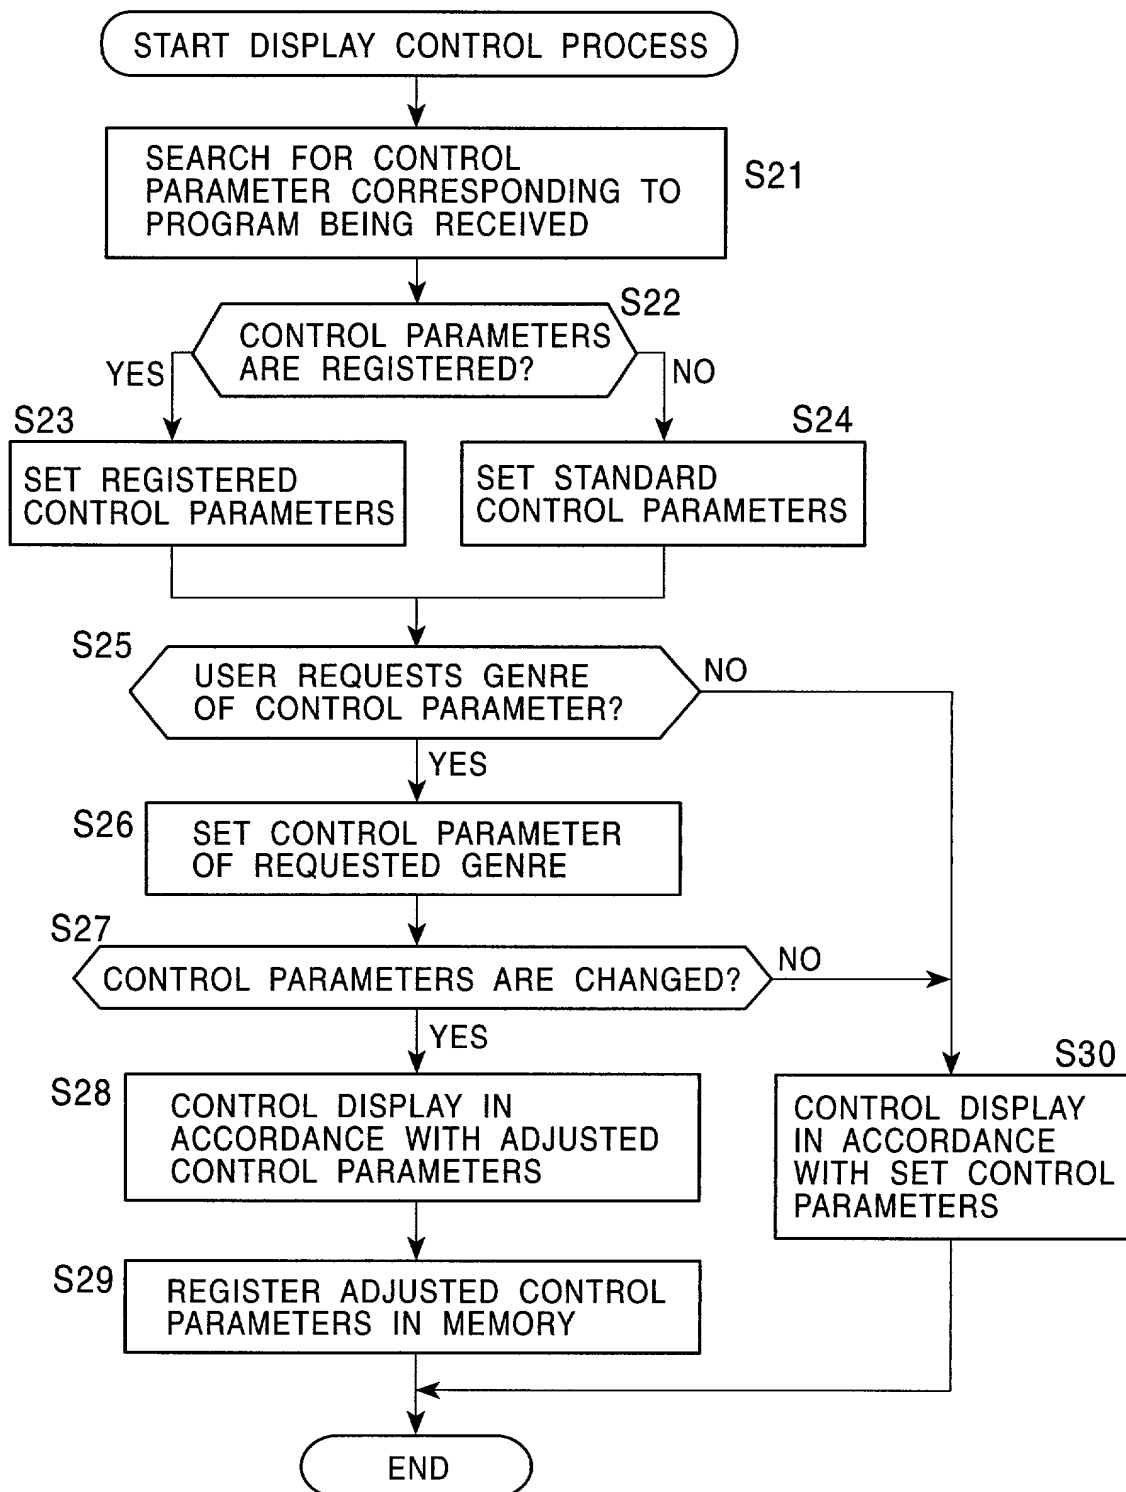 START DISPLAY CONTROL PROCESS
SEARCH FOR CONTROL
PARAMETER CORRESPONDING TO
PROGRAM BEING RECEIVED
S21
S22
CONTROL PARAMETERS
ARE REGISTERED?
YES
NO
S23
SET REGISTERED
CONTROL PARAMETERS
S24
SET STANDARD
CONTROL PARAMETERS
S25
USER REQUESTS GENRE
OF CONTROL PARAMETER?
NO
YES
S26
SET CONTROL PARAMETER
OF REQUESTED GENRE
S27
CONTROL PARAMETERS ARE CHANGED?
NO
YES
S28
CONTROL DISPLAY IN
ACCORDANCE WITH ADJUSTED
CONTROL PARAMETERS
S30
CONTROL DISPLAY
IN ACCORDANCE
WITH SET CONTROL
PARAMETERS
S29
REGISTER ADJUSTED CONTROL
PARAMETERS IN MEMORY
END